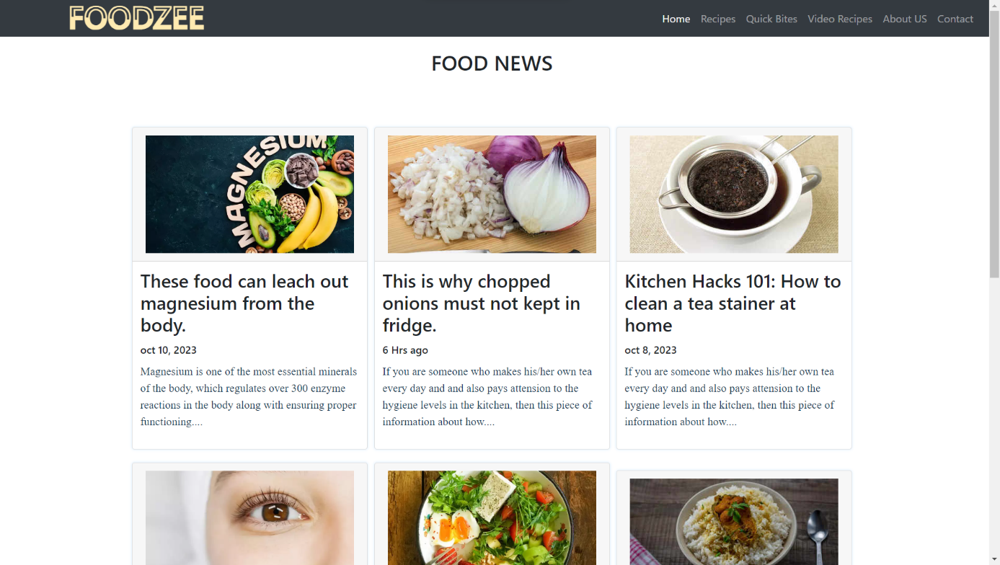 FOODZEE
Home Recipes Quick Bites Video Recipes About US Contact
FOOD NEWS
MAGNESIUM
These food can leach out
magnesium from the
body.
oct 10, 2023
Magnesium is one of the most essential minerals
of the body, which regulates over 300 enzyme
reactions in the body along with ensuring proper
functioning....
This is why chopped
onions must not kept in
fridge.
6 Hrs ago
If you are someone who makes his/her own tea
every day and and also pays attension to the
hygiene levels in the kitchen, then this piece of
information about how....
Kitchen Hacks 101: How to
clean a tea stainer at
home
oct 8, 2023
If you are someone who makes his/her own tea
every day and and also pays attension to the
hygiene levels in the kitchen, then this piece of
information about how....